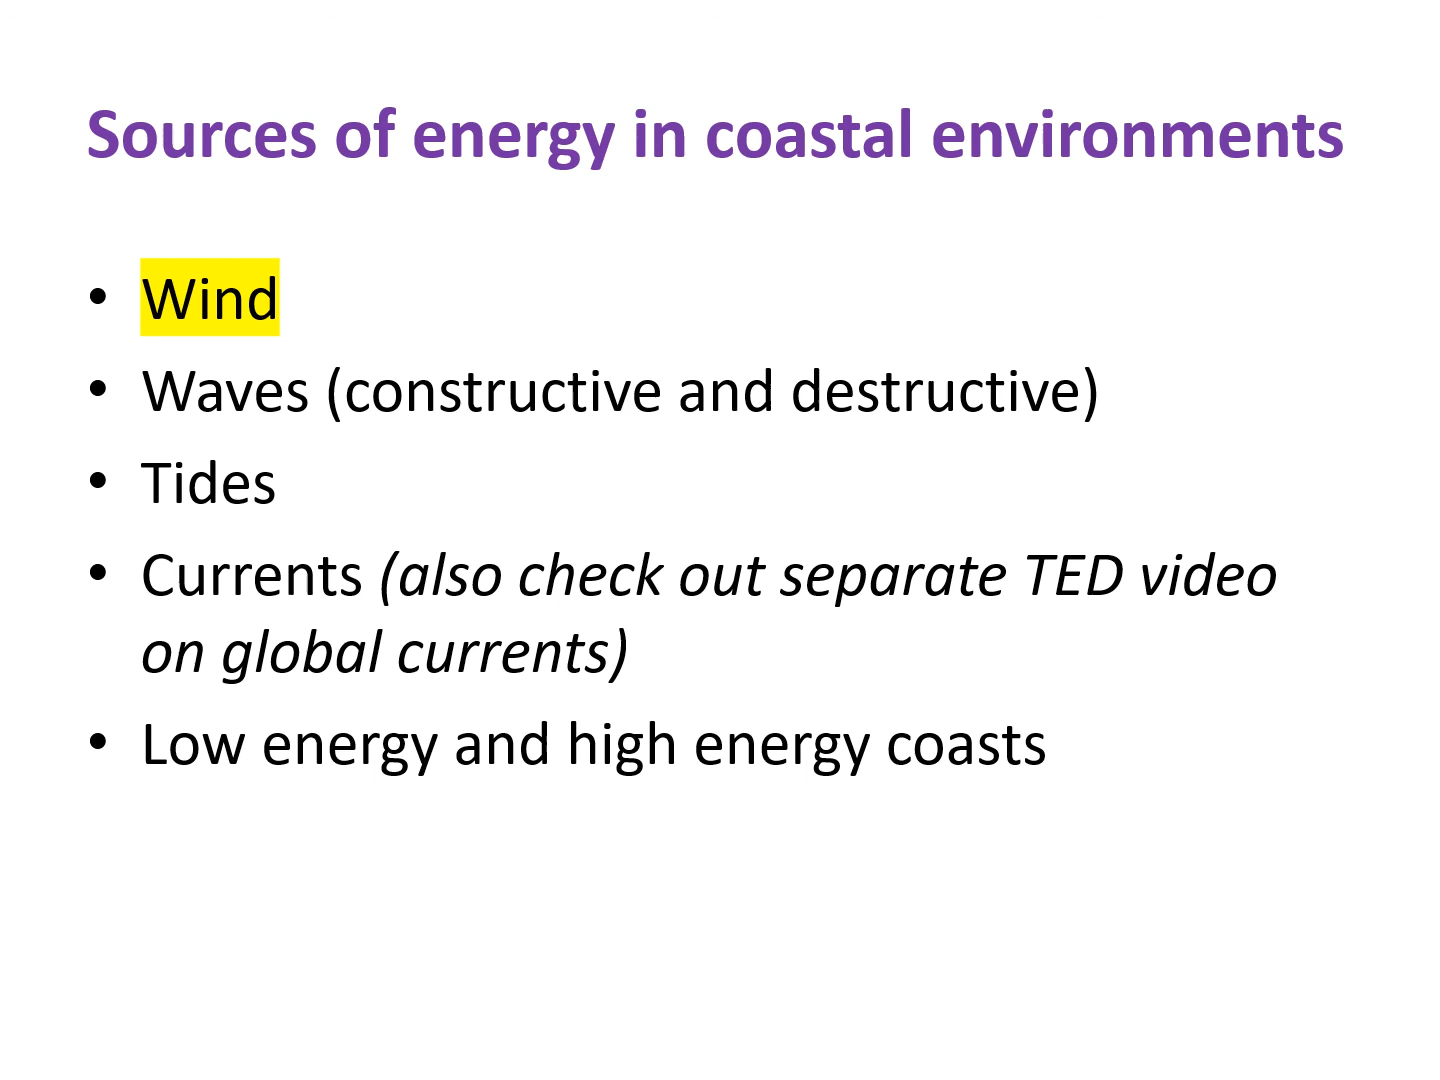 Sources of energy in coastal environments
• Wind
• Waves (constructive and destructive)
• Tides
• Currents (also check out separate TED video
on global currents)
• Low energy and high energy coasts